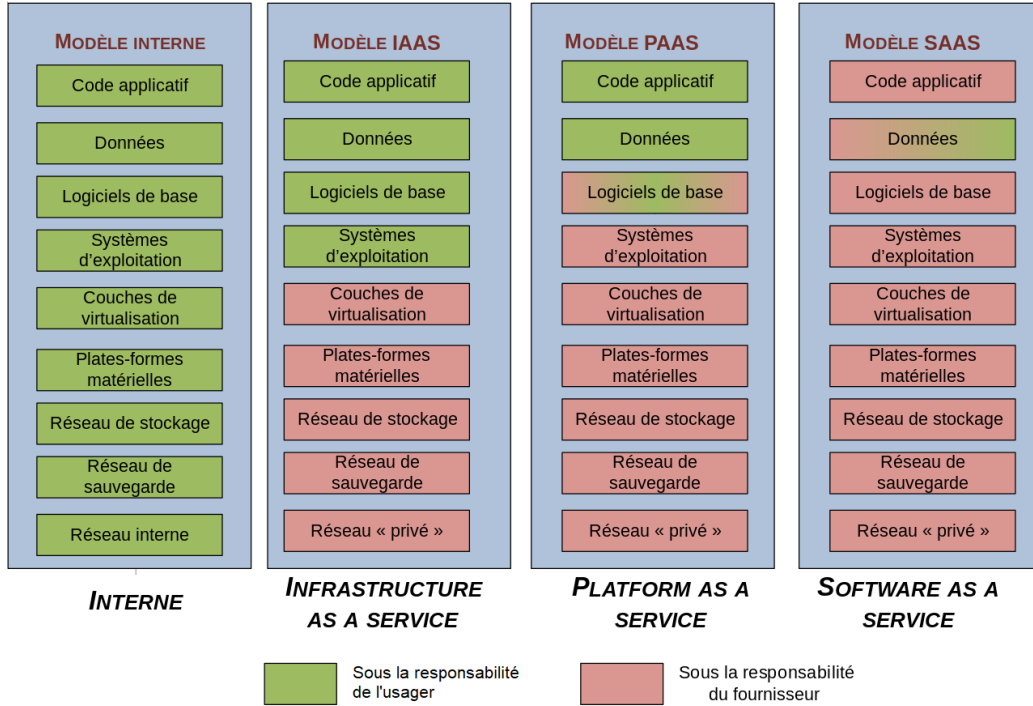 MODÈLE INTERNE
Code applicatif
Données
Logiciels de base
Systèmes
d’exploitation
Couches de
virtualisation
Plates-formes
matérielles
Réseau de stockage
Réseau de
sauvegarde
Réseau interne
INTERNE
MODÈLE IAAS
Code applicatif
Données
Logiciels de base
Systèmes
d’exploitation
Couches de
virtualisation
Plates-formes
matérielles
Réseau de stockage
Réseau de
sauvegarde
Réseau « privé »
INFRASTRUCTURE
AS A SERVICE
MODÈLE PAAS
Code applicatif
Données
Logiciels de base
Systèmes
d’exploitation
Couches de
virtualisation
Plates-formes
matérielles
Réseau de stockage
Réseau de
sauvegarde
Réseau « privé »
PLATFORM AS A
SERVICE
MODÈLE SAAS
Code applicatif
Données
Logiciels de base
Systèmes
d’exploitation
Couches de
virtualisation
Plates-formes
matérielles
Réseau de stockage
Réseau de
sauvegarde
Réseau « privé »
SOFTWARE AS A
SERVICE
Sous la responsabilité
de l'usager
Sous la responsabilité
du fournisseur